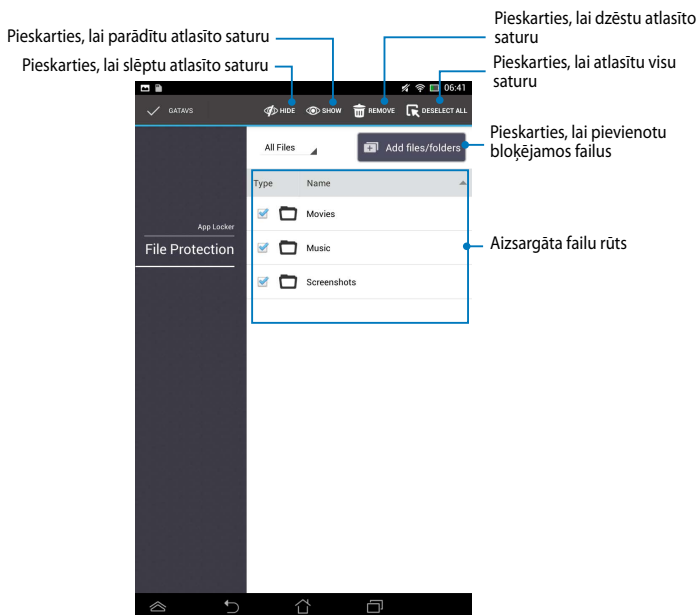 Pieskarties, lai dzēstu atlasīto
saturu
Pieskarties, lai parādītu atlasīto saturu
Pieskarties, lai slēptu atlasīto saturu
Pieskarties, lai atlasītu visu
saturu
06:41
GATAVS
HIDE
SHOW
REMOVE
DESELECT ALL
Pieskarties, lai pievienotu
bloķējamos failus
All Files
Add files/folders
Type Name
Movies
App Locker
File Protection
Music
Aizsargāta failu rūts
Screenshots